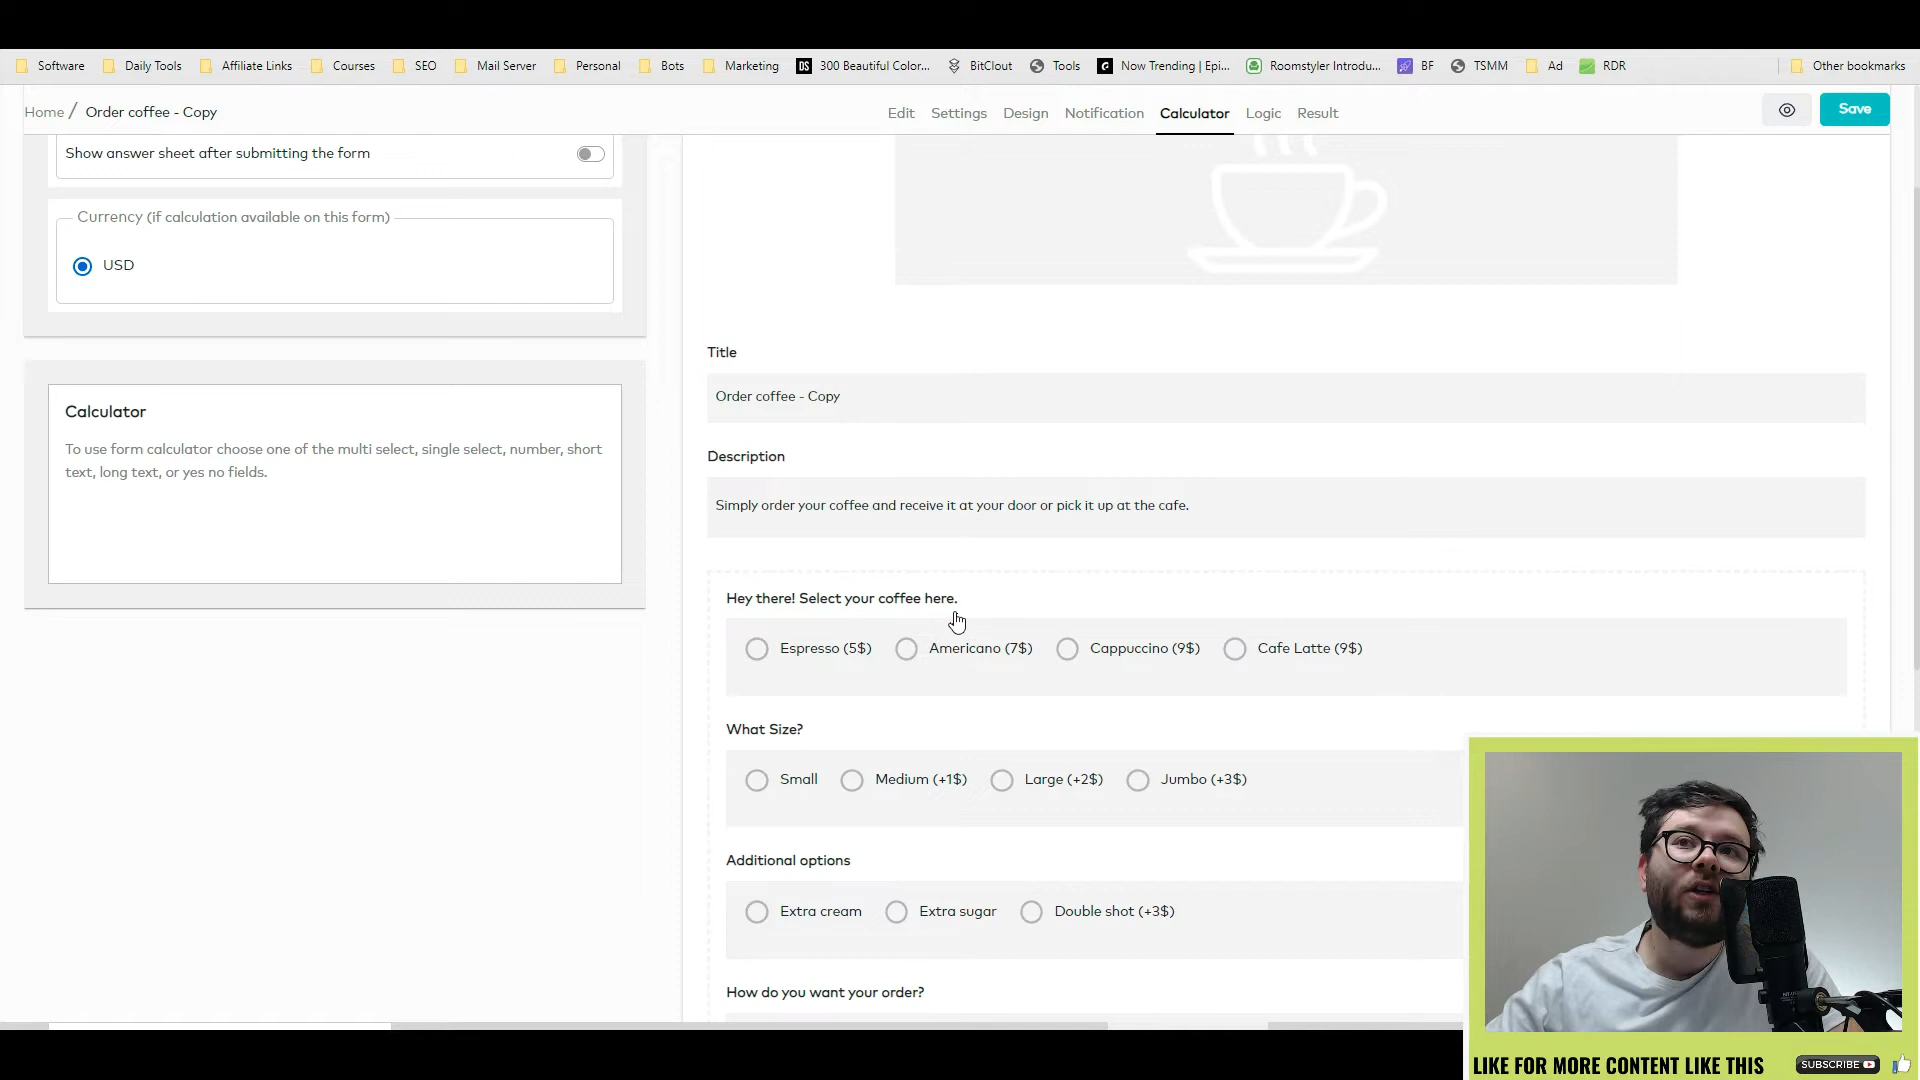 Software Daily Tools Affiliate Links Courses SEO Mail Server Personal Bots Marketing DS 300 Beautiful Color... BitClout Tools Now Trending | Epi... Roomstyler Introdu... BF TSMM Ad RDR Other bookmarks
Home / Order coffee - Copy Edit Settings Design Notification Calculator Logic Result Save
Show answer sheet after submitting the form
Currency (if calculation available on this form)
USD
Calculator
To use form calculator choose one of the multi select, single select, number, short
text, long text, or yes no fields.
Title
Order coffee - Copy
Description
Simply order your coffee and receive it at your door or pick it up at the cafe.
Hey there! Select your coffee here.
Espresso (5$) Americano (7$) Cappuccino (9$) Cafe Latte (9$)
What Size?
Small Medium (+1$) Large (+2$) Jumbo (+3$)
Additional options
Extra cream Extra sugar Double shot (+3$)
How do you want your order?
LIKE FOR MORE CONTENT LIKE THIS SUBSCRIBE